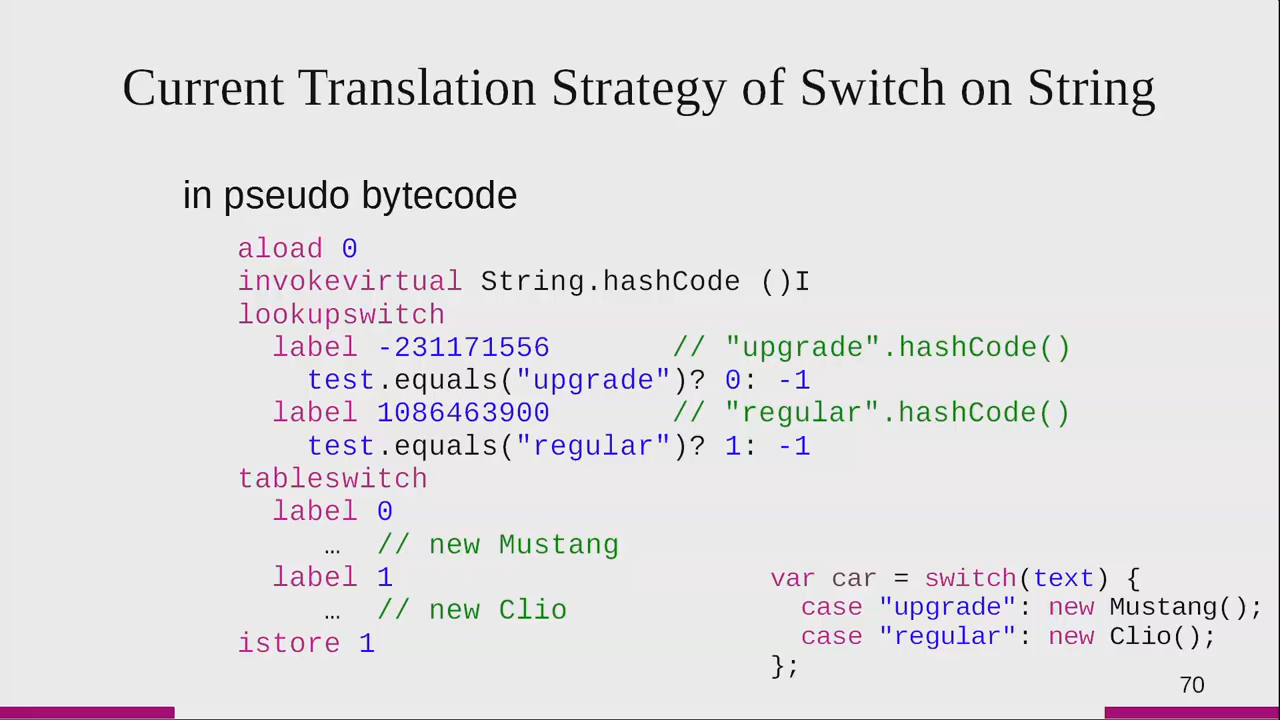 Current Translation Strategy of Switch on String
in pseudo bytecode
aload 0
invokevirtual String.hashCode ()I
lookupswitch
label -231171556 // "upgrade".hashCode()
test.equals("upgrade")? 0: -1
label 1086463900 // "regular".hashCode()
test.equals("regular")? 1: -1
tableswitch
label 0
… // new Mustang
label 1
… // new Clio
istore 1
var car = switch(text) {
case "upgrade": new Mustang();
case "regular": new Clio();
};
70